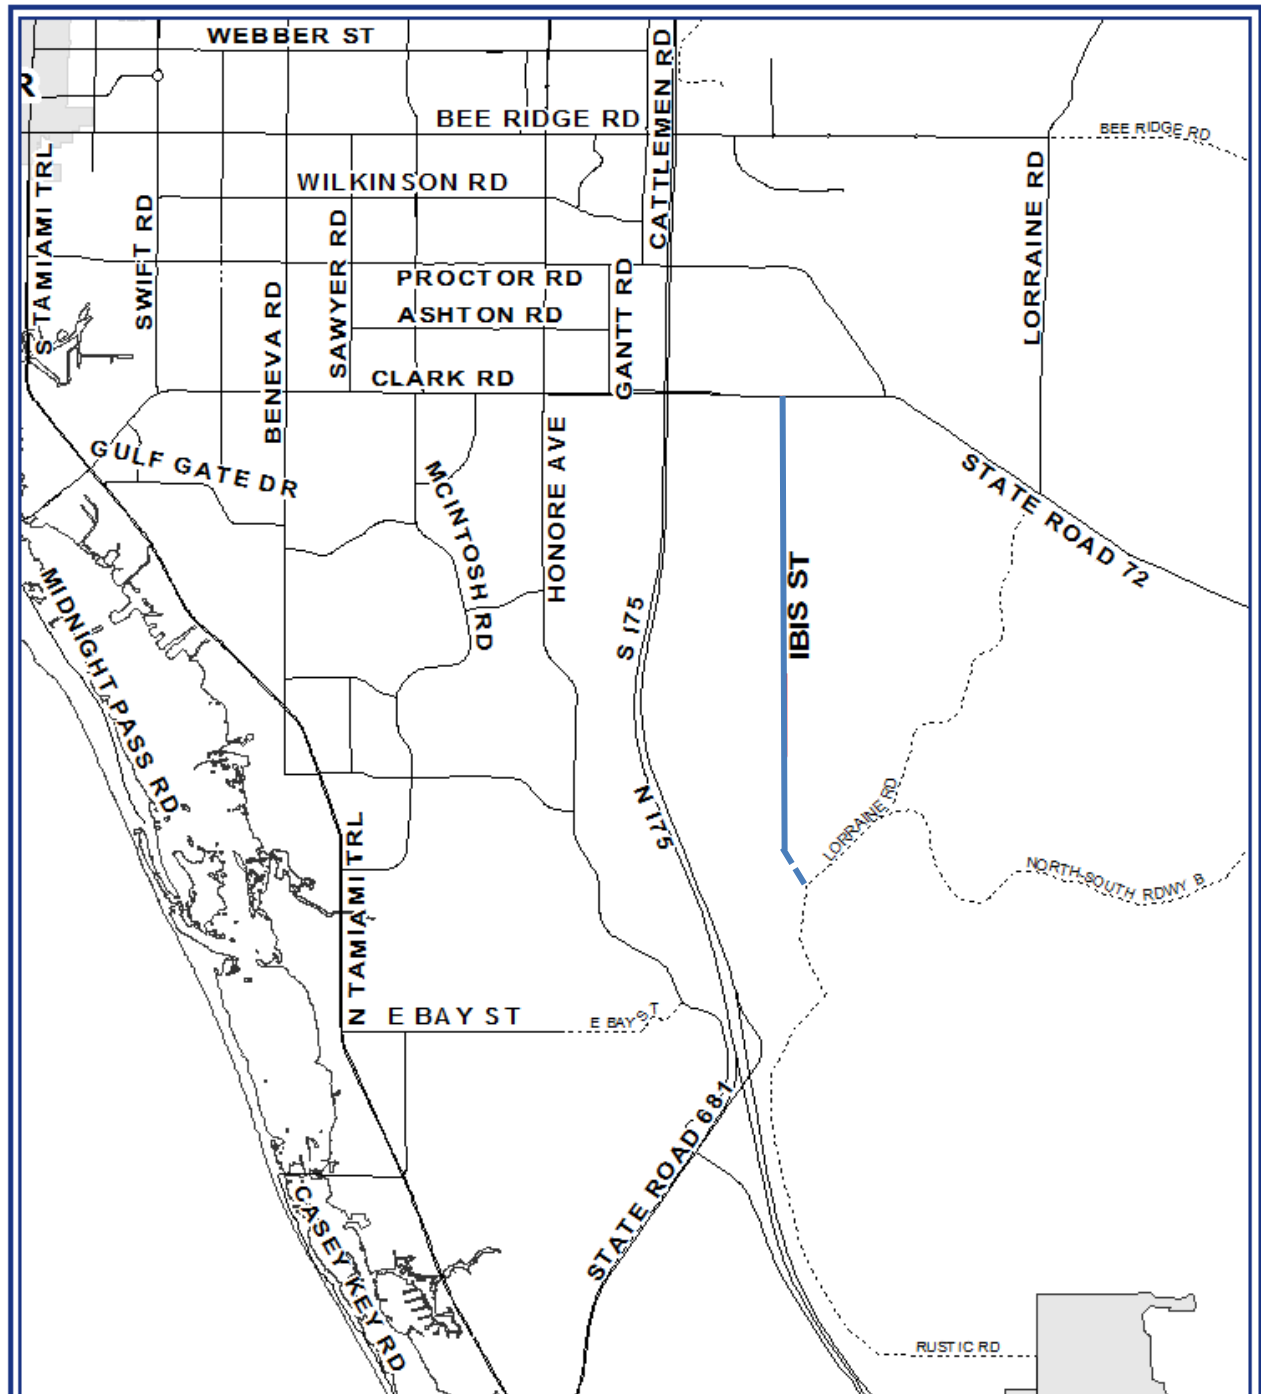 WEBBER ST
R
CATTLEMEN RD
BEE RIDGE RD
BEE RIDGE RD
S TAMIAMI TRL
WILKINSON RD
LORRAINE RD
SWIFT RD
SAWYER RD
PROCTOR RD
GANTT RD
BENEVA RD
ASHTON RD
CLARK RD
GULF GATE DR
HONORE AVE
MCINTOSH RD
STATE ROAD 72
IBIS ST
MIDNIGHT PASS RD
S I75
N I75
LORRAINE RD
NORTH-SOUTH RDWY B
N TAMIAMI TRL
E BAY ST
E BAY ST
STATE ROAD 681
CASEY KEY RD
RUSTIC RD